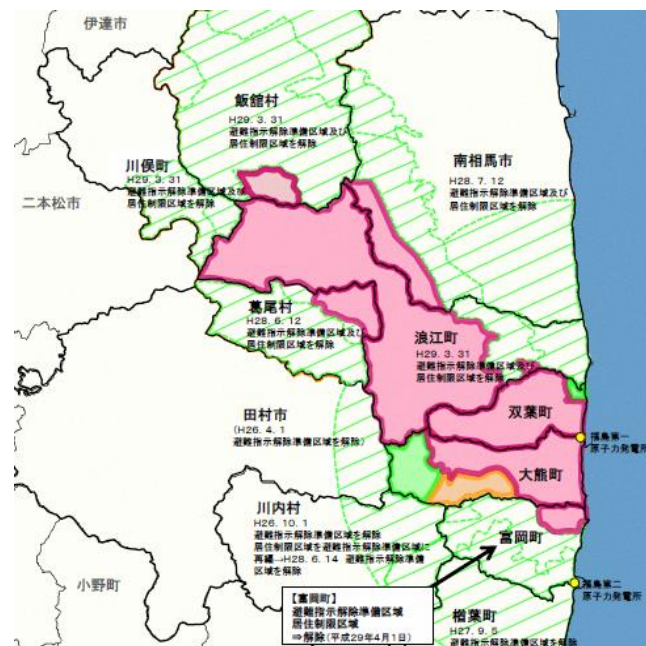 伊達市
飯舘村
H29.3.31
避難指示解除準備区域及び
居住制限区域を解除
川俣町
H29.3.31
避難指示解除準備区域及び
居住制限区域を解除
南相馬市
H28.7.12
避難指示解除準備区域及び
居住制限区域を解除
二本松市
葛尾村
H28.6.12
避難指示解除準備区域及び
居住制限区域を解除
浪江町
H29.3.31
避難指示解除準備区域及び
居住制限区域を解除
双葉町
福島第一
原子力発電所
田村市
(H26.4.1
避難指示解除準備区域を解除)
大熊町
川内村
H26.10.1
避難指示解除準備区域を解除
居住制限区域を避難指示解除準備区域に
再編→H28.6.14 避難指示解除準備
区域を解除
富岡町
小野町
福島第二
原子力発電所
【富岡町】
避難指示解除準備区域
居住制限区域
⇒解除(平成29年4月1日)
楢葉町
H27.9.5
避難指示解除準備区域を解除